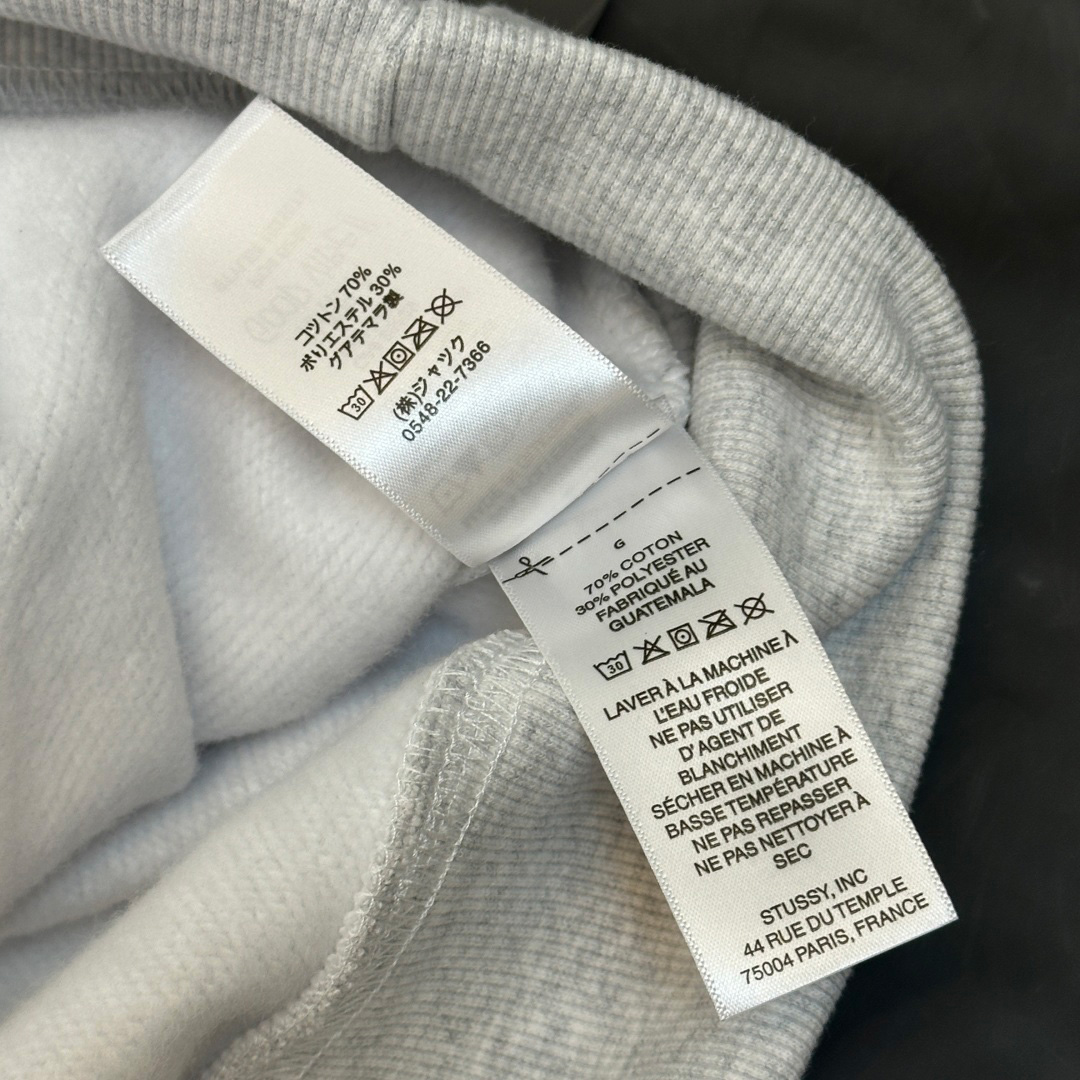 コットン 70%
ポリエステル 30%
グアテマラ製
30
(株)ジャック
0548-22-7366
G
70% COTON
30% POLYESTER
FABRIQUÉ AU
GUATEMALA
30
LAVER À LA MACHINE À
L'EAU FROIDE
NE PAS UTILISER
D'AGENT DE
BLANCHIMENT
SÉCHER EN MACHINE À
BASSE TEMPÉRATURE
NE PAS REPASSER
NE PAS NETTOYER À
SEC
STUSSY, INC
44 RUE DU TEMPLE
75004 PARIS, FRANCE